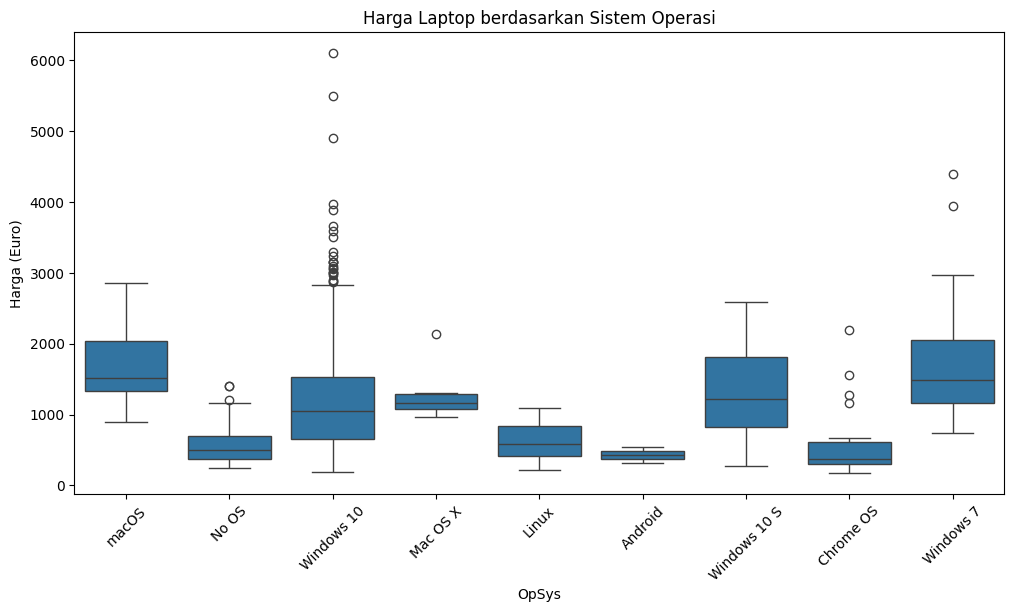 Harga Laptop berdasarkan Sistem Operasi
Harga (Euro)
6000
5000
4000
3000
2000
1000
0
macOS
No OS
Windows 10
Mac OS X
Linux
Android
Windows 10 S
Chrome OS
Windows 7
OpSys